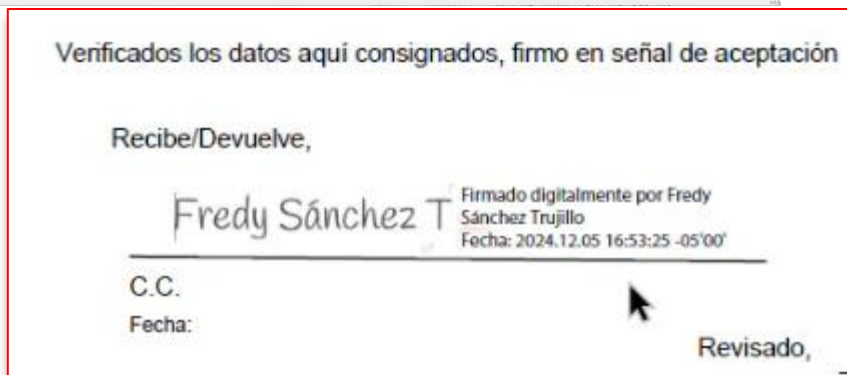 Verificados los datos aquí consignados, firmo en señal de aceptación
Recibe/Devuelve,
Fredy Sánchez T
Firmado digitalmente por Fredy
Sánchez Trujillo
Fecha: 2024.12.05 16:53:25 -05'00'
C.C.
Fecha:
Revisado,